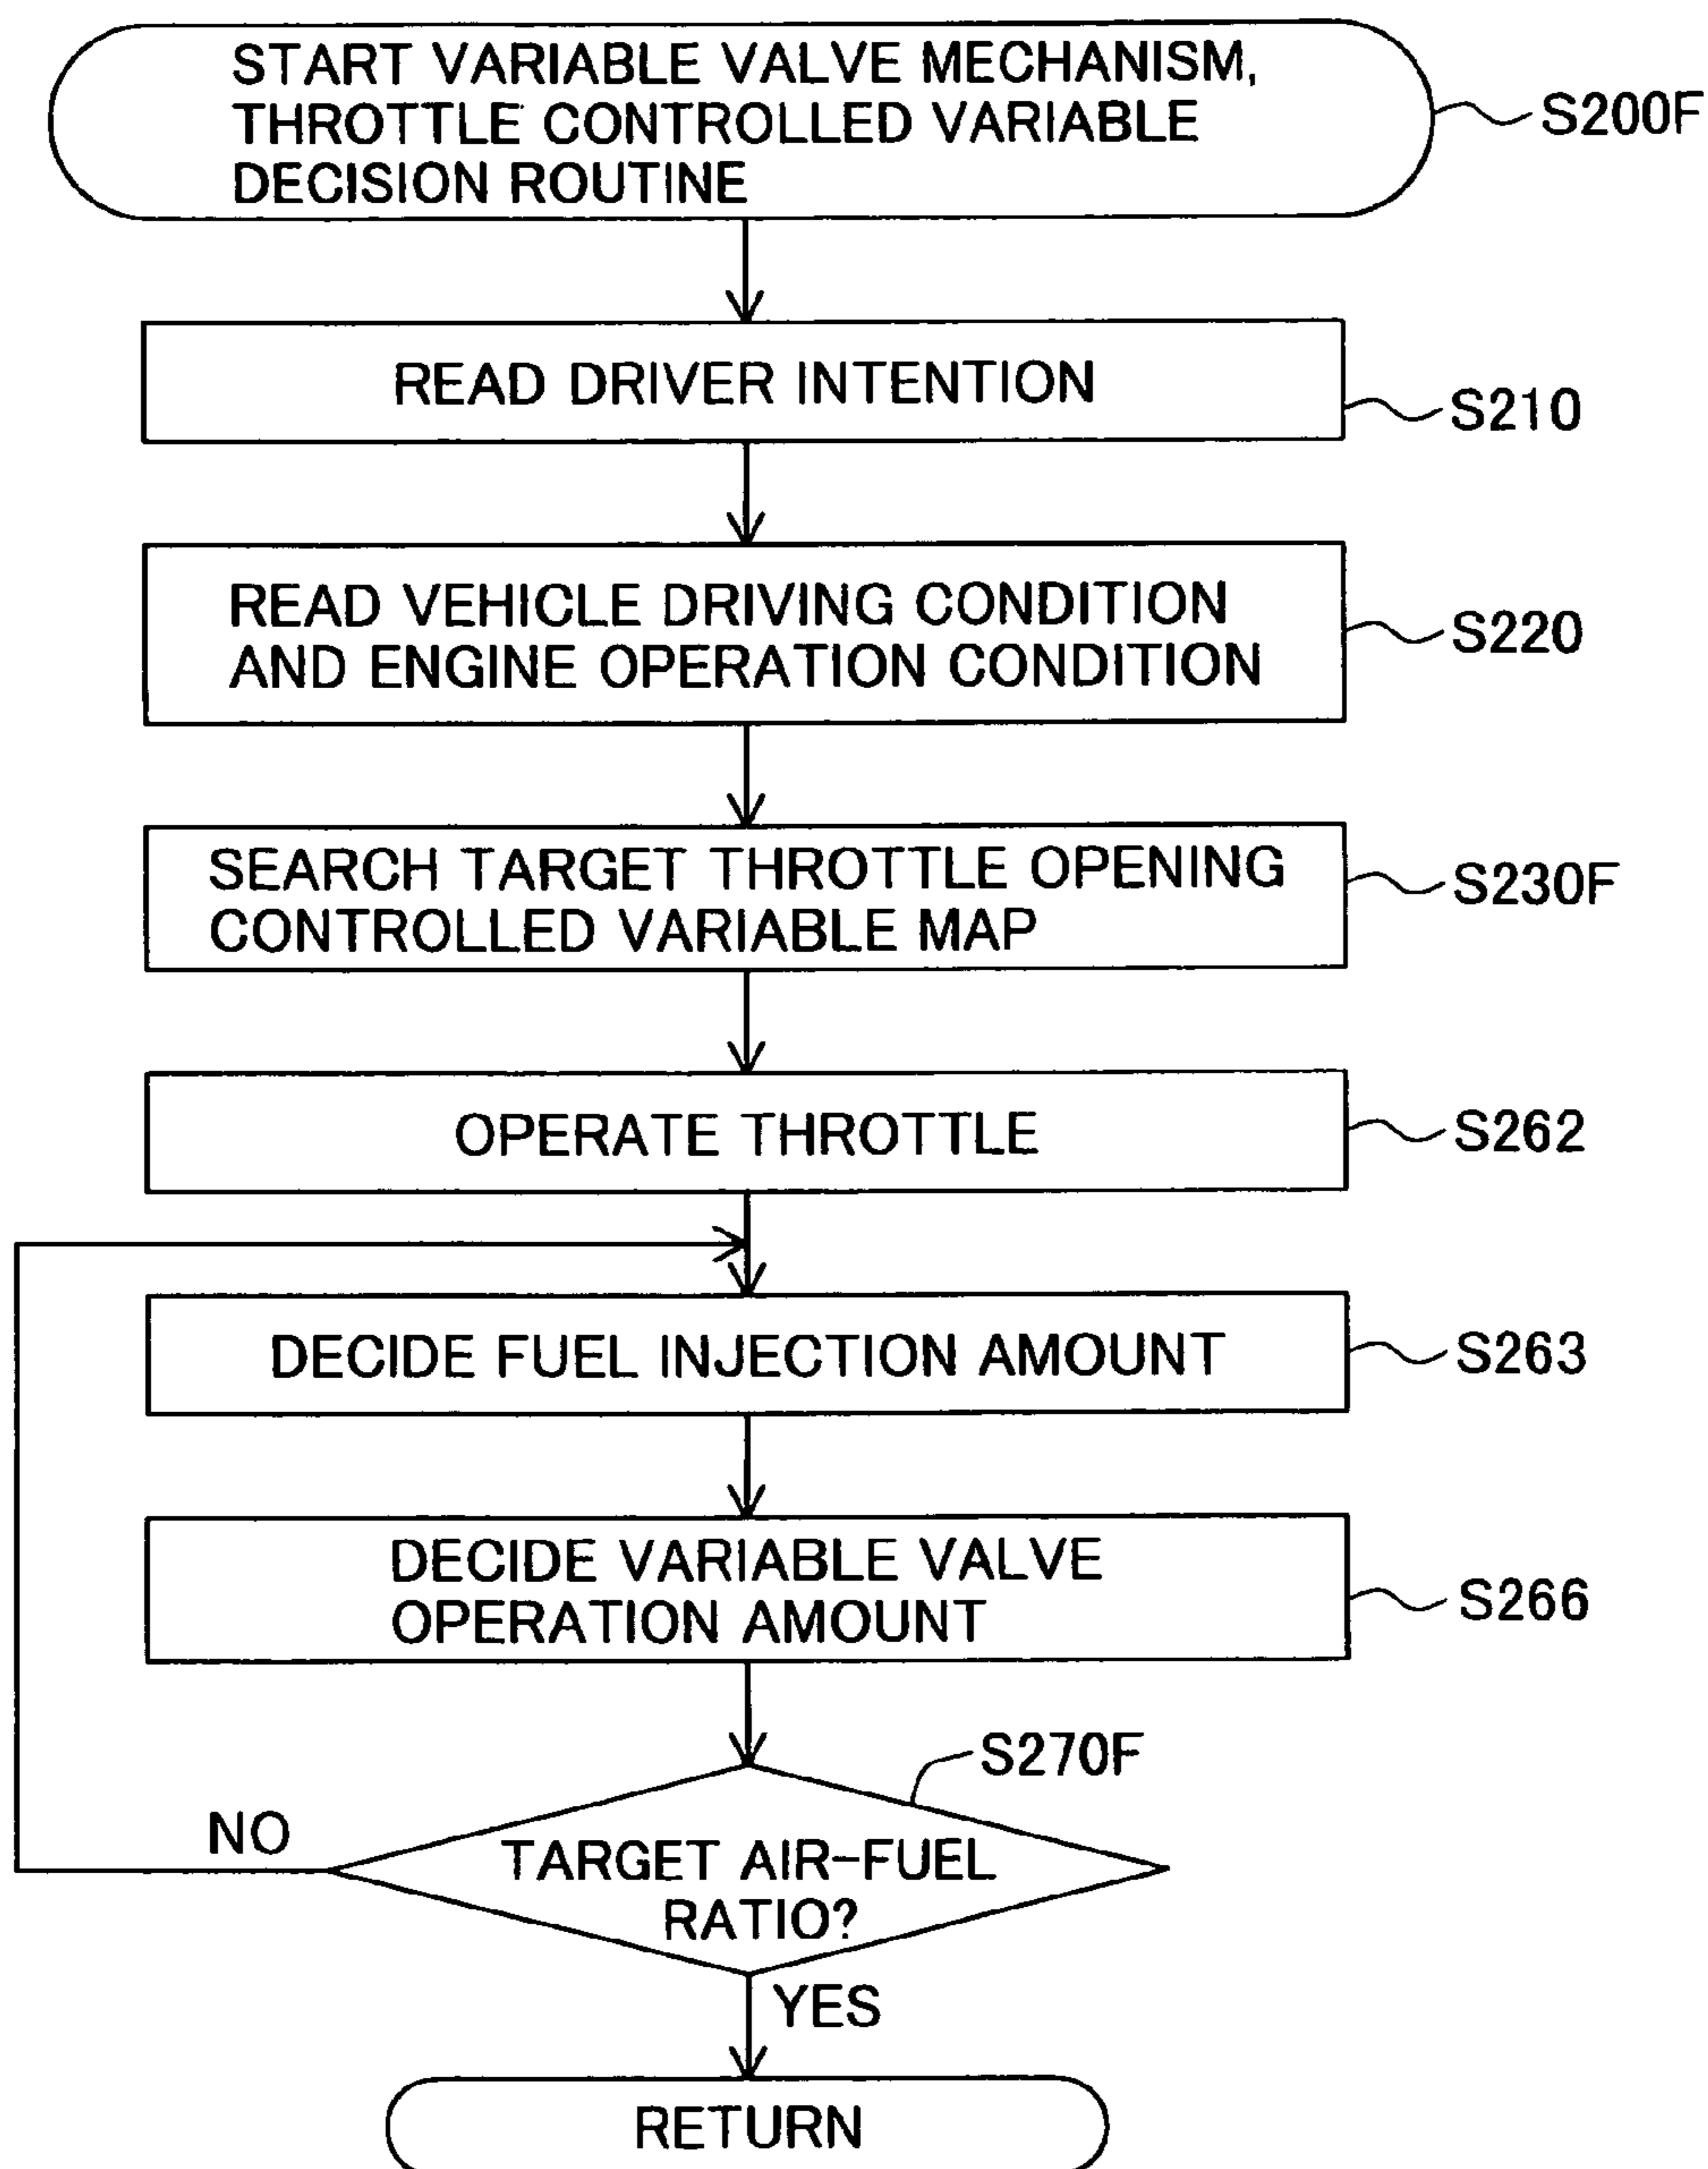 START VARIABLE VALVE MECHANISM,
THROTTLE CONTROLLED VARIABLE
DECISION ROUTINE
S200F
READ DRIVER INTENTION
S210
READ VEHICLE DRIVING CONDITION
AND ENGINE OPERATION CONDITION
S220
SEARCH TARGET THROTTLE OPENING
CONTROLLED VARIABLE MAP
S230F
OPERATE THROTTLE
S262
DECIDE FUEL INJECTION AMOUNT
S263
DECIDE VARIABLE VALVE
OPERATION AMOUNT
S266
S270F
NO
TARGET AIR-FUEL
RATIO?
YES
RETURN